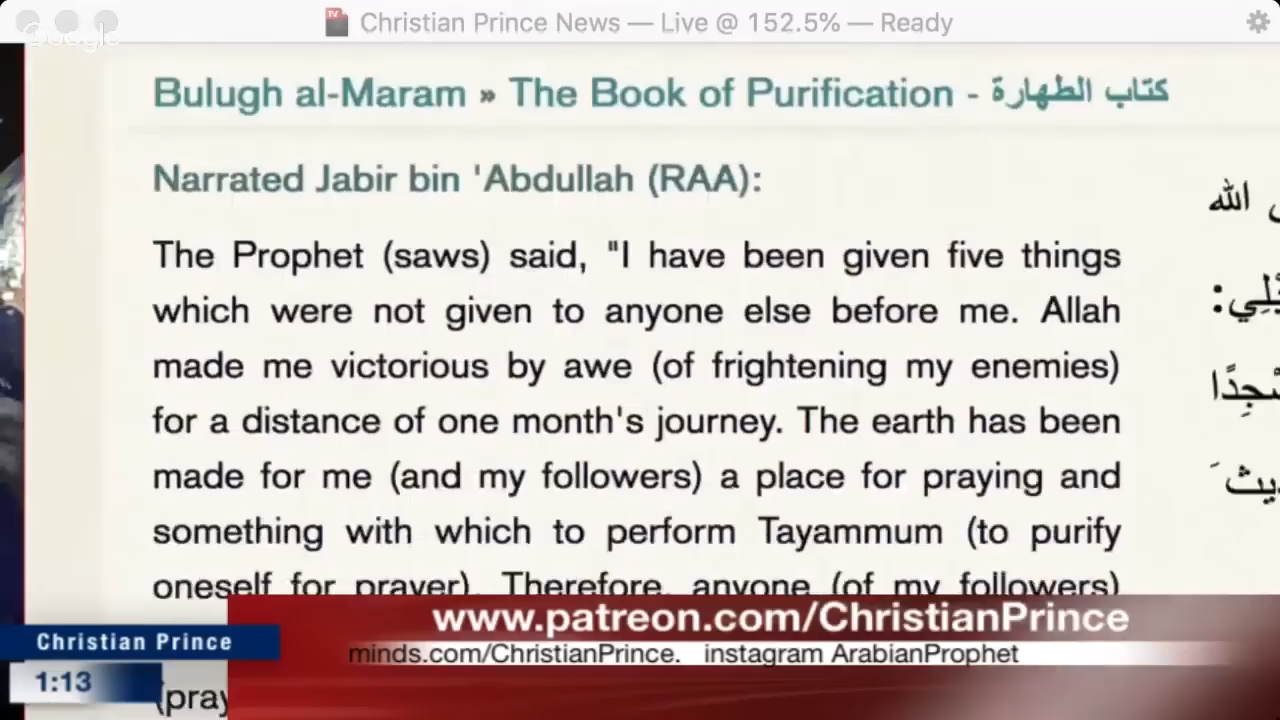 Christian Prince News — Live @ 152.5% — Ready
Google
Bulugh al-Maram » The Book of Purification - كتاب الطهارة
Narrated Jabir bin 'Abdullah (RAA):
The Prophet (saws) said, "I have been given five things
which were not given to anyone else before me. Allah
made me victorious by awe (of frightening my enemies)
for a distance of one month's journey. The earth has been
made for me (and my followers) a place for praying and
something with which to perform Tayammum (to purify
oneself for prayer). Therefore, anyone (of my followers)
الله
www.patreon.com/ChristianPrince
minds.com/ChristianPrince. instagram ArabianProphet
Christian Prince
1:13